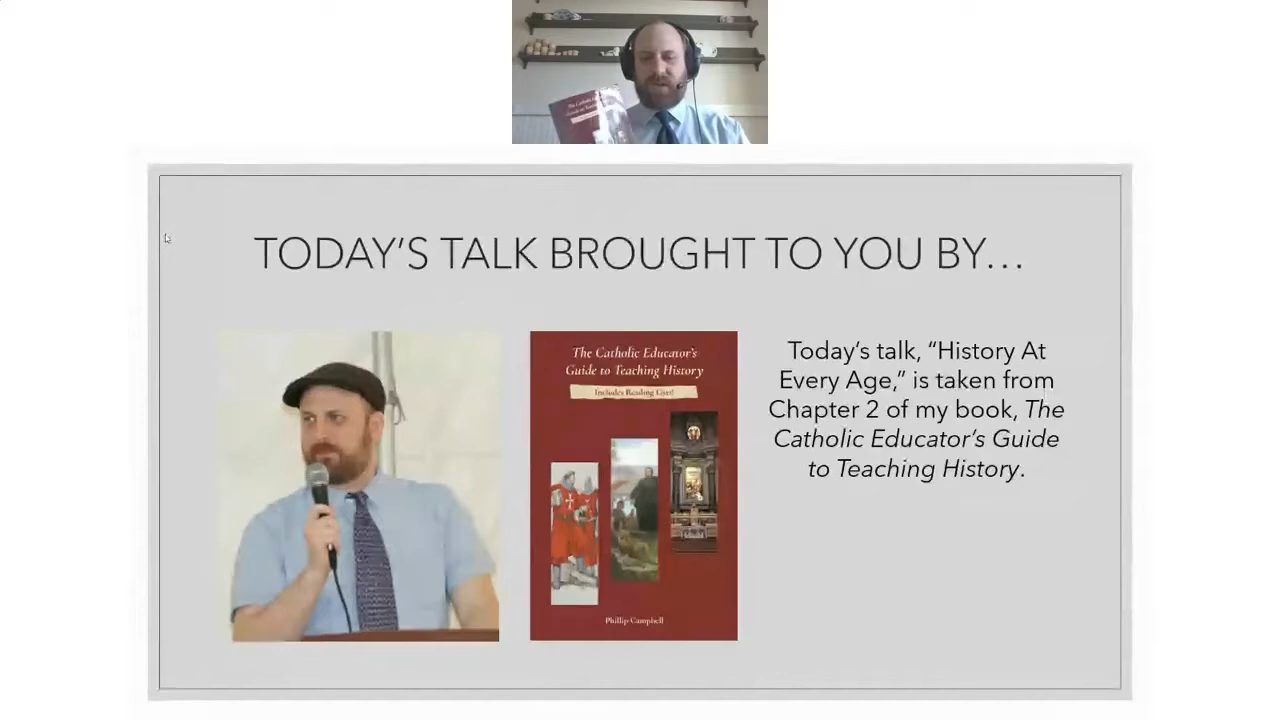 The Catholic
TODAY'S TALK BROUGHT TO YOU BY...
The Catholic Educator's
Guide to Teaching History
Includes Reading Lists!
Phillip Campbell
Today's talk, “History At
Every Age,” is taken from
Chapter 2 of my book, The
Catholic Educator's Guide
to Teaching History.